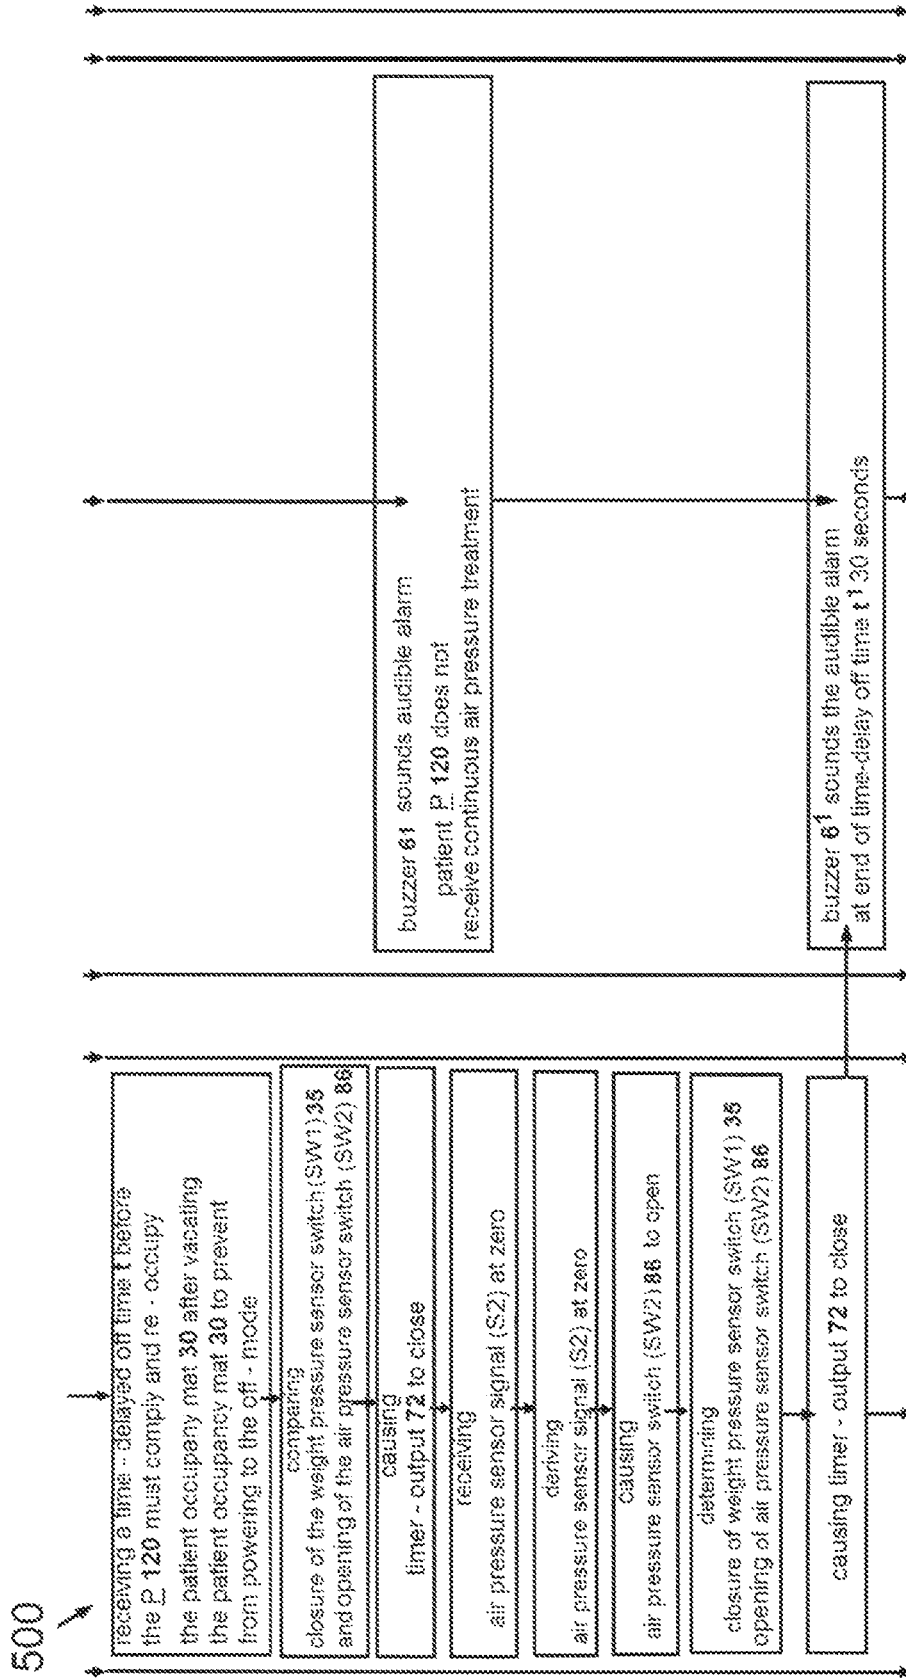 500
receiving a time - delayed off time t before
the P 120 must comply and re - occupy
the patient occupany mat 30 after vacating
the patient occupancy mat 30 to prevent
from powering to the off - mode
comparing
closure of the weight pressure sensor switch(SW1) 35
and opening of the air pressure sensor switch (SW2) 86
causing
timer - output 72 to close
receiving
air pressure sensor signal (S2) at zero
deriving
air pressure sensor signal (S2) at zero
causing
air pressure sensor switch (SW2) 86 to open
determining
closure of weight pressure sensor switch (SW1) 35
opening of air pressure sensor switch (SW2) 86
causing timer - output 72 to close
buzzer 61 sounds audible alarm
patient P 120 does not
receive continuous air pressure treatment
buzzer 6¹ sounds the audible alarm
at end of time-delay off time t¹ 30 seconds